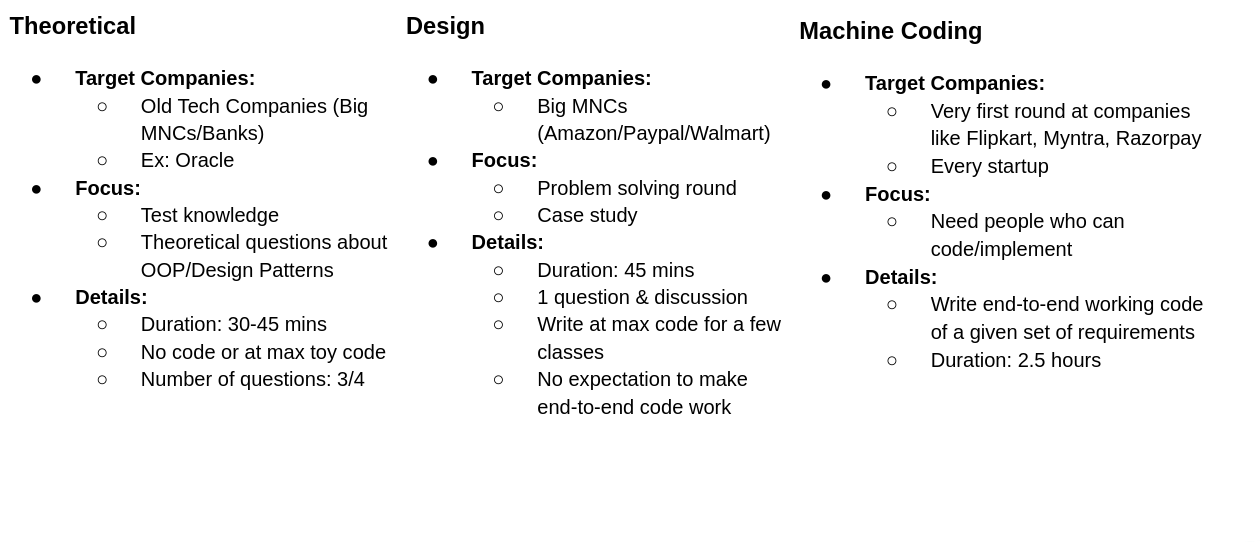 Theoretical
● Target Companies:
○ Old Tech Companies (Big
MNCs/Banks)
○ Ex: Oracle
● Focus:
○ Test knowledge
○ Theoretical questions about
OOP/Design Patterns
● Details:
○ Duration: 30-45 mins
○ No code or at max toy code
○ Number of questions: 3/4
Design
● Target Companies:
○ Big MNCs
(Amazon/Paypal/Walmart)
● Focus:
○ Problem solving round
○ Case study
● Details:
○ Duration: 45 mins
○ 1 question & discussion
○ Write at max code for a few
classes
○ No expectation to make
end-to-end code work
Machine Coding
● Target Companies:
○ Very first round at companies
like Flipkart, Myntra, Razorpay
○ Every startup
● Focus:
○ Need people who can
code/implement
● Details:
○ Write end-to-end working code
of a given set of requirements
○ Duration: 2.5 hours